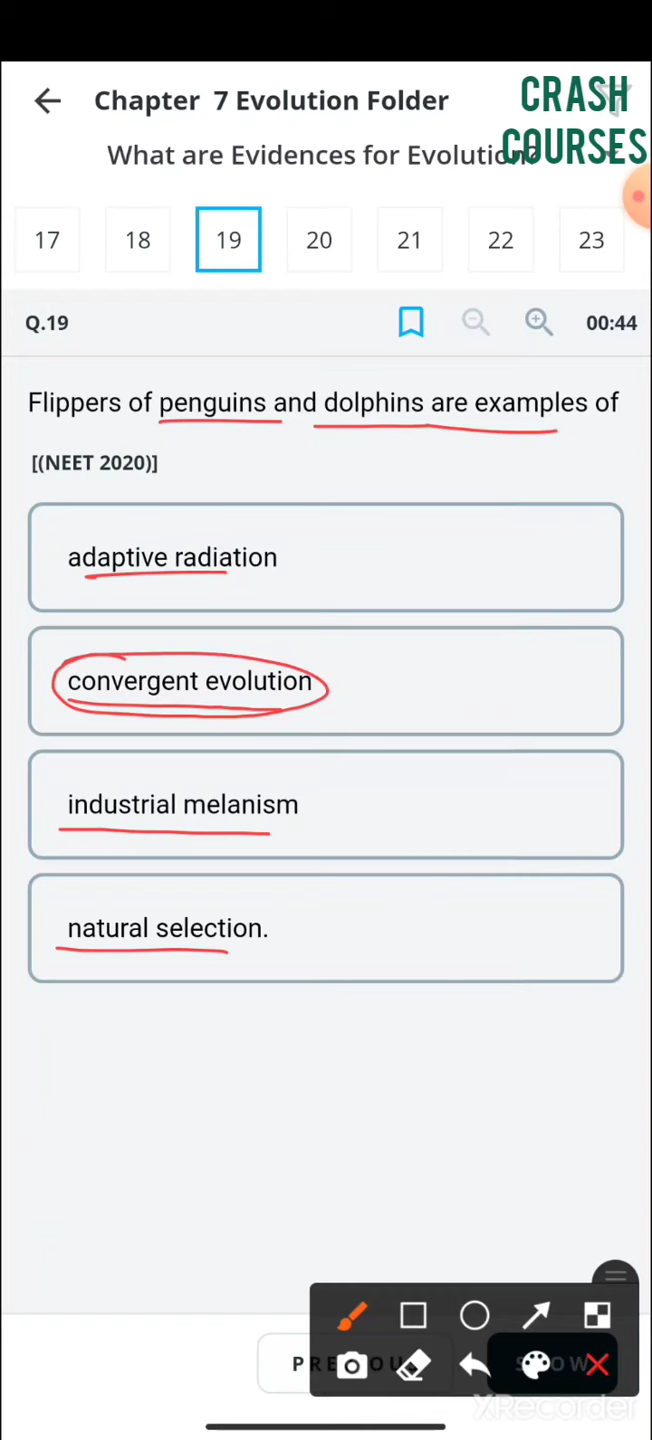 Chapter 7 Evolution Folder
CRASH
COURSES
What are Evidences for Evolution?
17 18 19 20 21 22 23
Q.19 00:44
Flippers of penguins and dolphins are examples of
[(NEET 2020)]
adaptive radiation
convergent evolution
industrial melanism
natural selection.
XRecorder